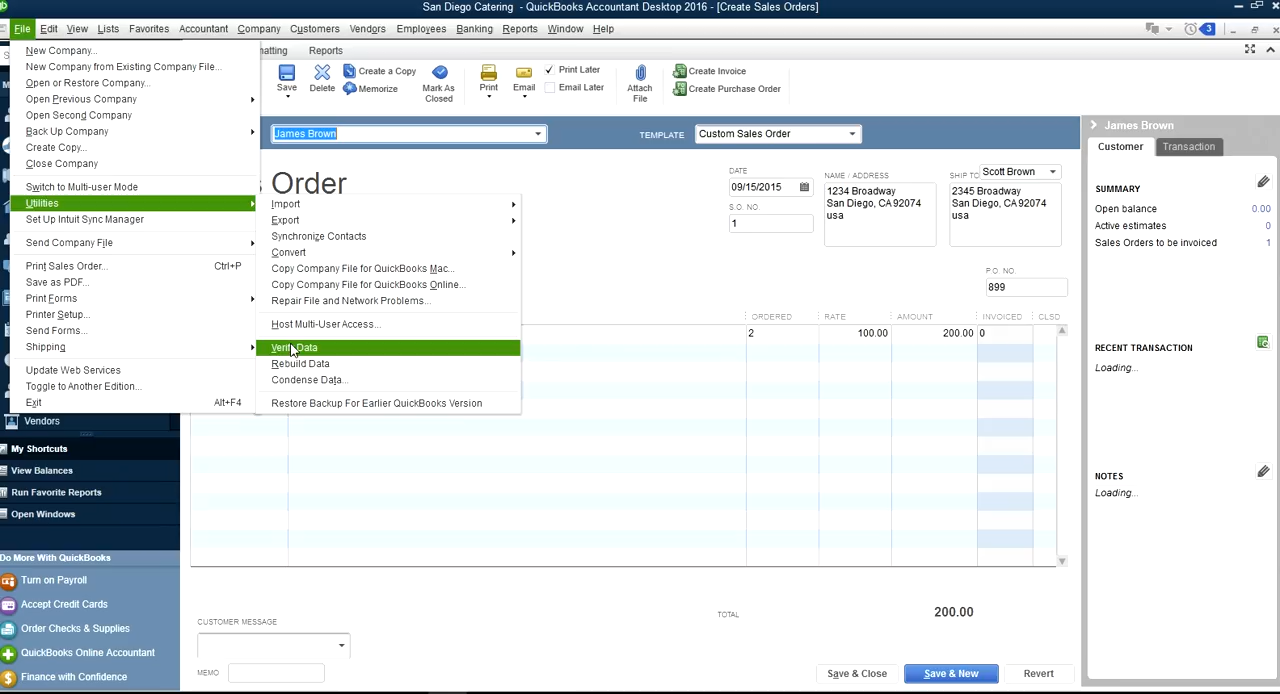 San Diego Catering - QuickBooks Accountant Desktop 2016 - [Create Sales Orders]
File Edit View Lists Favorites Accountant Company Customers Vendors Employees Banking Reports Window Help
3
New Company...
New Company from Existing Company File...
Open or Restore Company...
Open Previous Company
Open Second Company
Back Up Company
Create Copy...
Close Company
Switch to Multi-user Mode
Utilities
Set Up Intuit Sync Manager
Send Company File
Print Sales Order... Ctrl+P
Save as PDF...
Print Forms
Printer Setup...
Send Forms...
Shipping
Update Web Services
Toggle to Another Edition...
Exit Alt+F4
Import
Export
Synchronize Contacts
Convert
Copy Company File for QuickBooks Mac...
Copy Company File for QuickBooks Online...
Repair File and Network Problems...
Host Multi-User Access...
Verify Data
Rebuild Data
Condense Data...
Restore Backup For Earlier QuickBooks Version
matting Reports
Save
Delete
Create a Copy
Memorize
Mark As
Closed
Print
Email
Print Later
Email Later
Attach
File
Create Invoice
Create Purchase Order
James Brown
TEMPLATE Custom Sales Order
s Order
DATE
09/15/2015
S.O. NO.
1
NAME / ADDRESS
1234 Broadway
San Diego, CA 92074
usa
SHIP TO Scott Brown
2345 Broadway
San Diego, CA 92074
usa
P.O. NO.
899
ORDERED RATE AMOUNT INVOICED CLSD
2 100.00 200.00 0
TOTAL 200.00
CUSTOMER MESSAGE
MEMO
Save & Close Save & New Revert
James Brown
Customer Transaction
SUMMARY
Open balance 0.00
Active estimates 0
Sales Orders to be invoiced 1
RECENT TRANSACTION
Loading...
NOTES
Loading...
Vendors
My Shortcuts
View Balances
Run Favorite Reports
Open Windows
Do More With QuickBooks
Turn on Payroll
Accept Credit Cards
Order Checks & Supplies
QuickBooks Online Accountant
Finance with Confidence